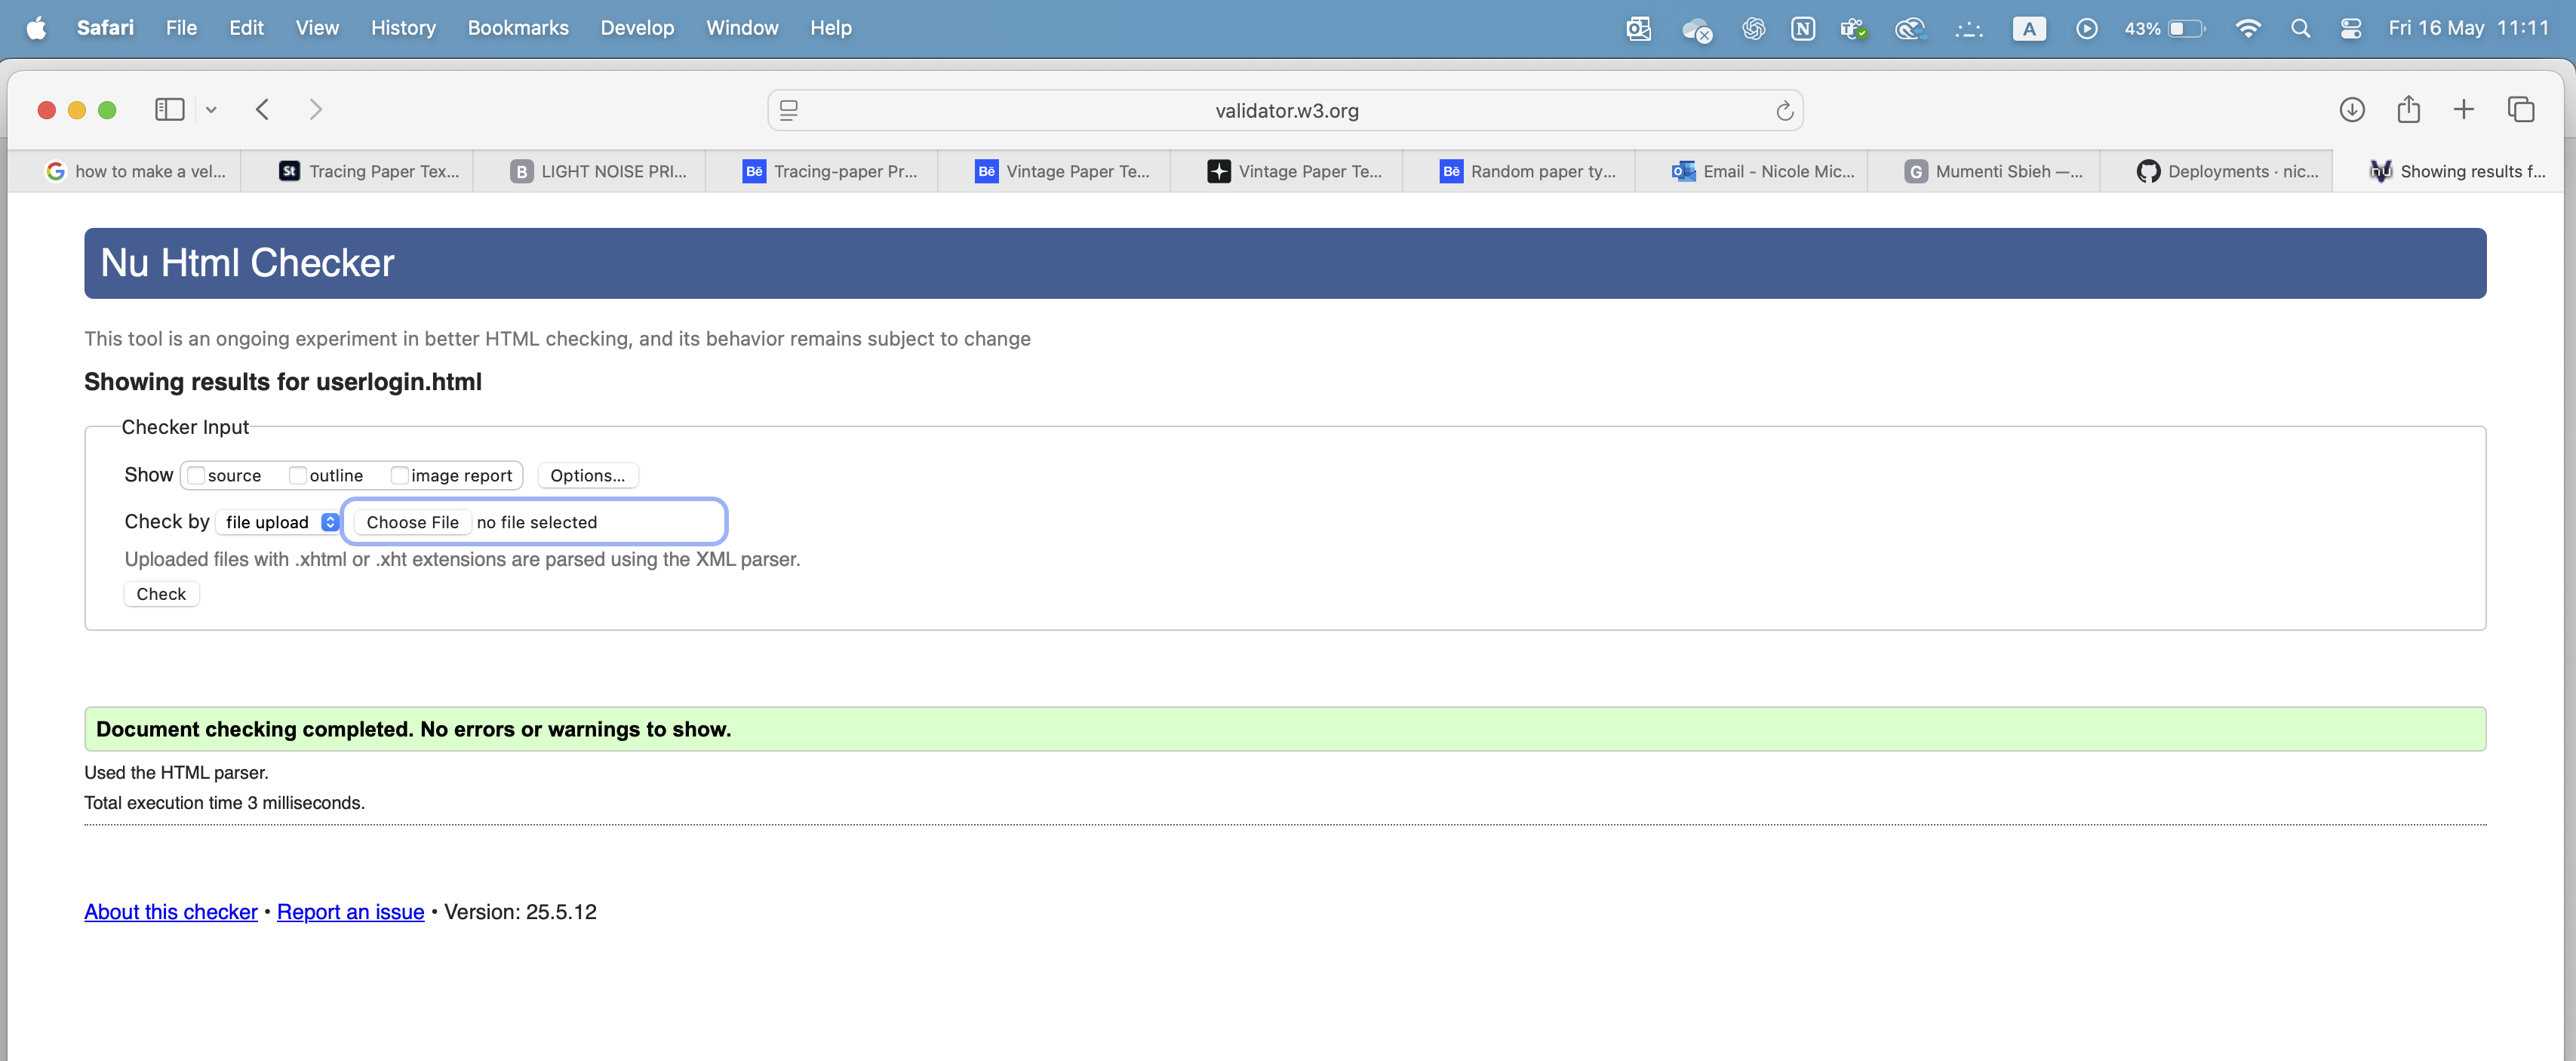 Safari File Edit View History Bookmarks Develop Window Help A 43% Fri 16 May 11:11
validator.w3.org
how to make a vel... St Tracing Paper Tex... B LIGHT NOISE PRI... Bē Tracing-paper Pr... Bē Vintage Paper Te... Vintage Paper Te... Bē Random paper ty... Email - Nicole Mic... G Mumenti Sbieh —... Deployments · nic... nu Showing results f...
Nu Html Checker
This tool is an ongoing experiment in better HTML checking, and its behavior remains subject to change
Showing results for userlogin.html
Checker Input
Show source outline image report Options...
Check by file upload Choose File no file selected
Uploaded files with .xhtml or .xht extensions are parsed using the XML parser.
Check
Document checking completed. No errors or warnings to show.
Used the HTML parser.
Total execution time 3 milliseconds.
About this checker • Report an issue • Version: 25.5.12